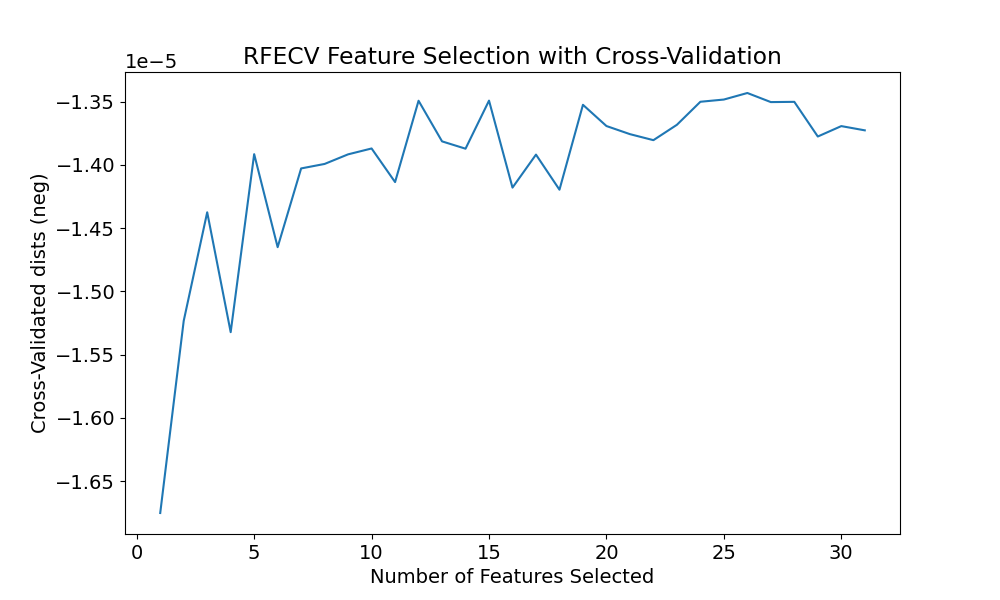 RFECV Feature Selection with Cross-Validation
1e−5
−1.35
−1.40
−1.45
−1.50
−1.55
−1.60
−1.65
Cross-Validated dists (neg)
0 5 10 15 20 25 30
Number of Features Selected